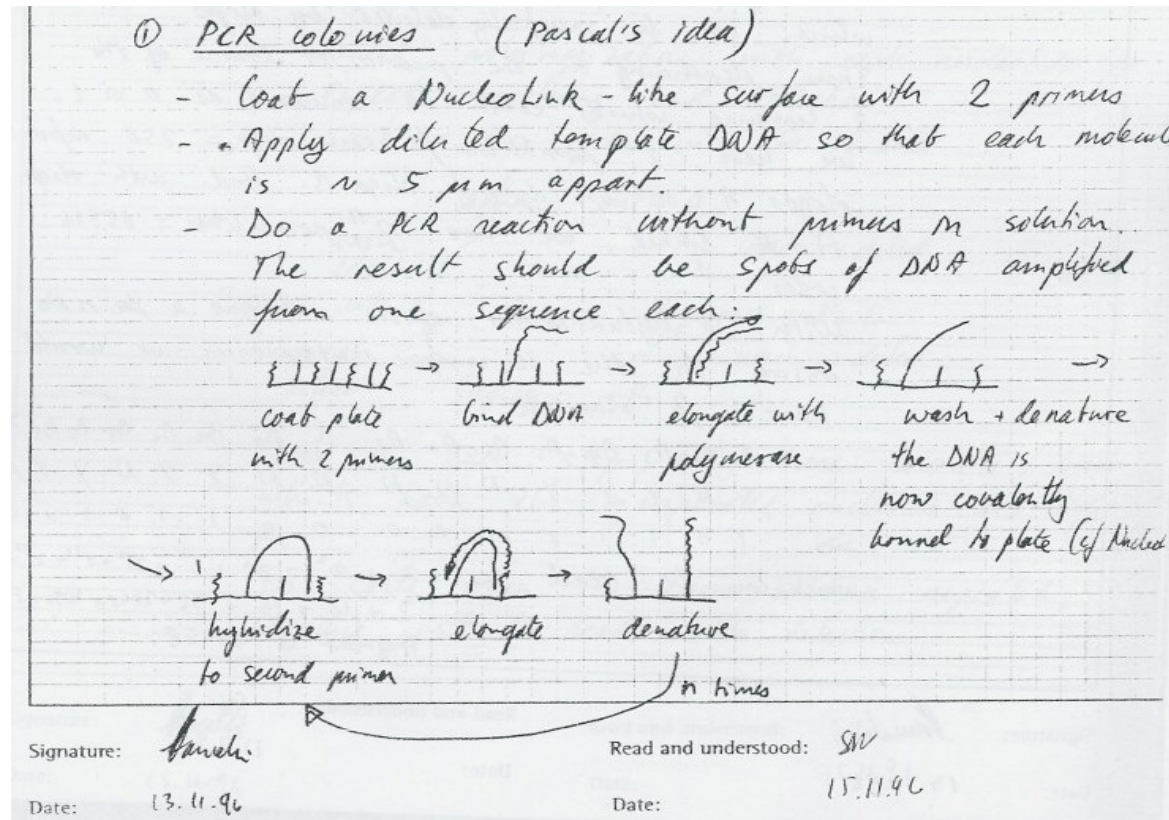 ① PCR colonies (Pascal's idea)
- Coat a NucleoLink-like surface with 2 primers
- Apply diluted template DNA so that each molecul
is ~ 5 μm appart.
- Do a PCR reaction without primers in solution.
The result should be spots of DNA amplified
from one sequence each:
→ → → →
coat plate bind DNA elongate with wash + denature
with 2 primers polymerase the DNA is
now covalently
bound to plate (cf Nucleo
→ → →
hybridize elongate denature
to second primer
n times
Signature: Read and understood: SW
Date: 13.11.96 Date: 15.11.96